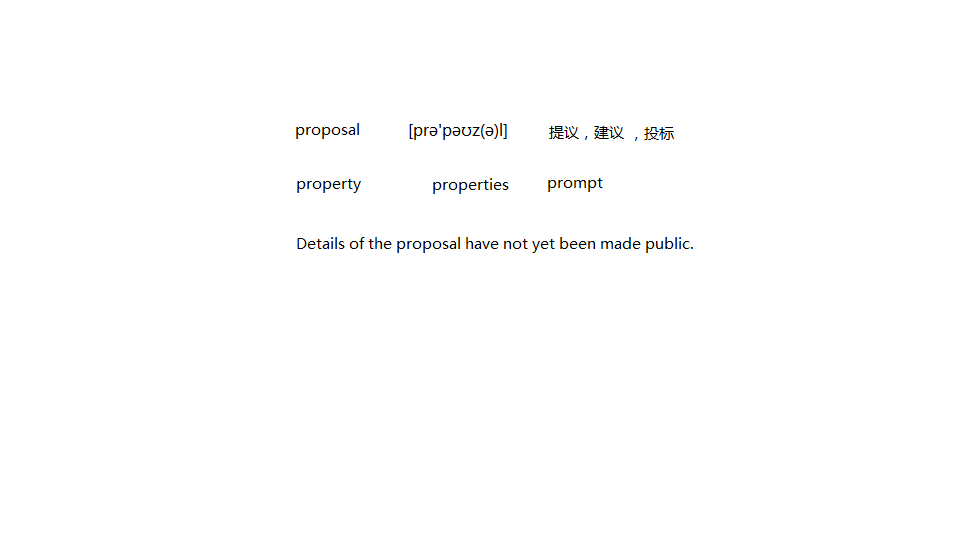 proposal [prə'pəʊz(ə)l] 提议，建议 ，投标
property properties prompt
Details of the proposal have not yet been made public.